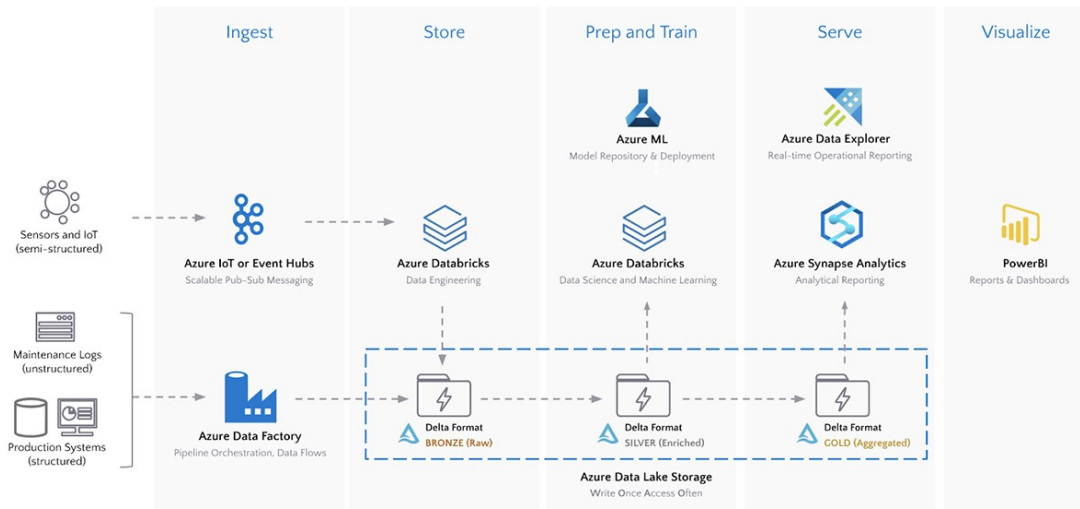 Ingest
Store
Prep and Train
Serve
Visualize
Azure ML
Model Repository & Deployment
Azure Data Explorer
Real-time Operational Reporting
Sensors and IoT
(semi-structured)
Azure IoT or Event Hubs
Scalable Pub-Sub Messaging
Azure Databricks
Data Engineering
Azure Databricks
Data Science and Machine Learning
Azure Synapse Analytics
Analytical Reporting
PowerBI
Reports & Dashboards
Maintenance Logs
(unstructured)
Production Systems
(structured)
Azure Data Factory
Pipeline Orchestration, Data Flows
Delta Format
BRONZE (Raw)
Delta Format
SILVER (Enriched)
Delta Format
GOLD (Aggregated)
Azure Data Lake Storage
Write Once Access Often